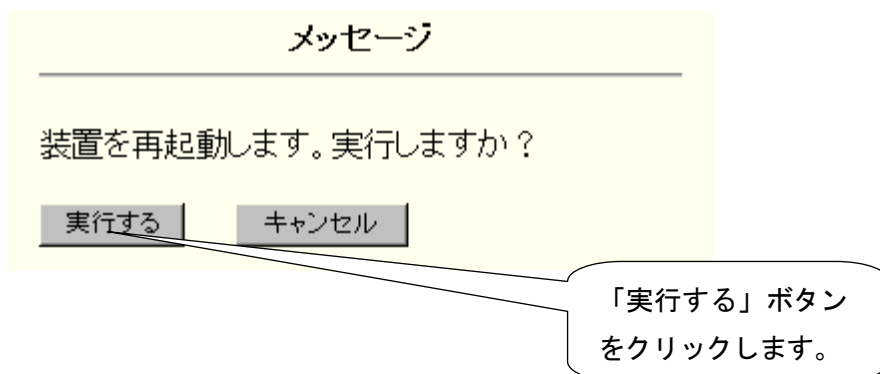 メッセージ
装置を再起動します。実行しますか？
実行する
キャンセル
「実行する」ボタン
をクリックします。